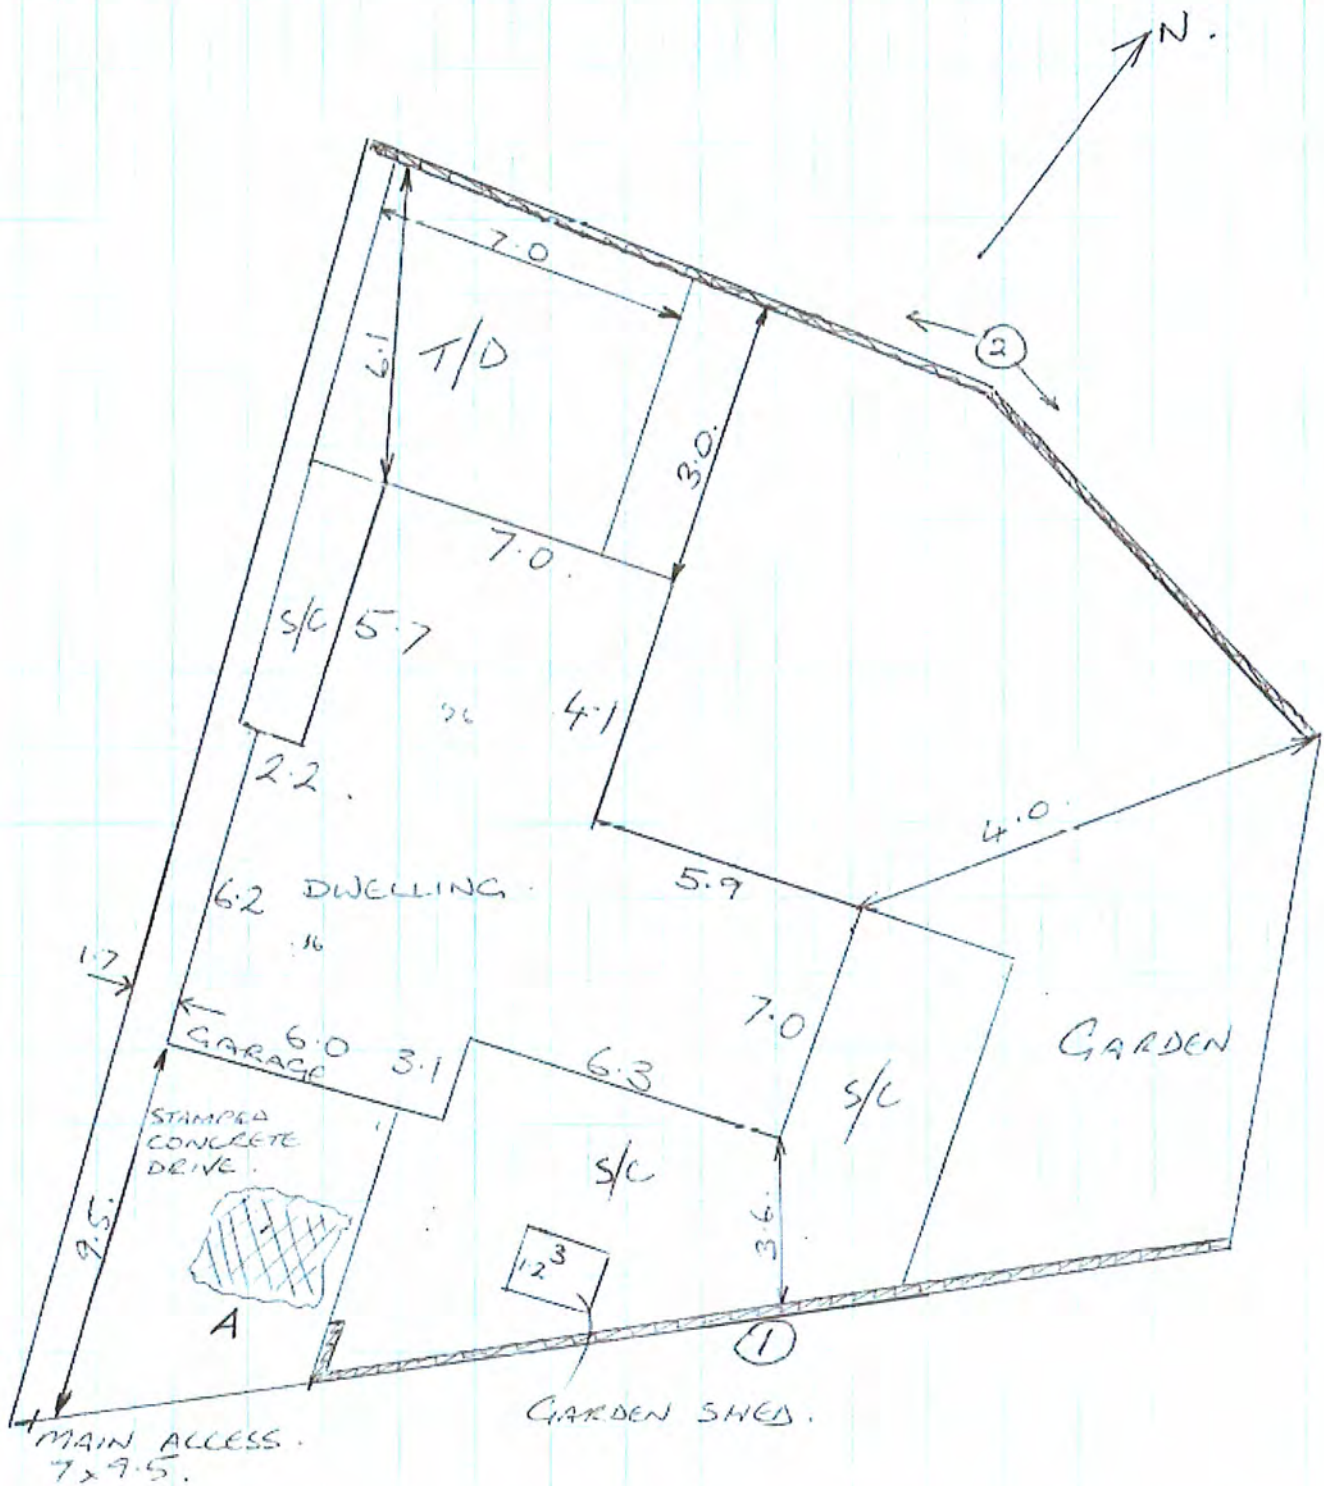 N.
7.0
T/D
6.1
2
3.0.
7.0.
S/C
5.7
4.1
2.2.
4.0.
5.9
6.2
DWELLING.
1.7
7.0
GARDEN
6.0
GARAGE
3.1
6.3
S/C
STAMPED
CONCRETE
DRIVE.
S/C
9.5.
3.6.
1.2³
A
1
GARDEN SHED.
MAIN ACCESS.
7 x 9.5.